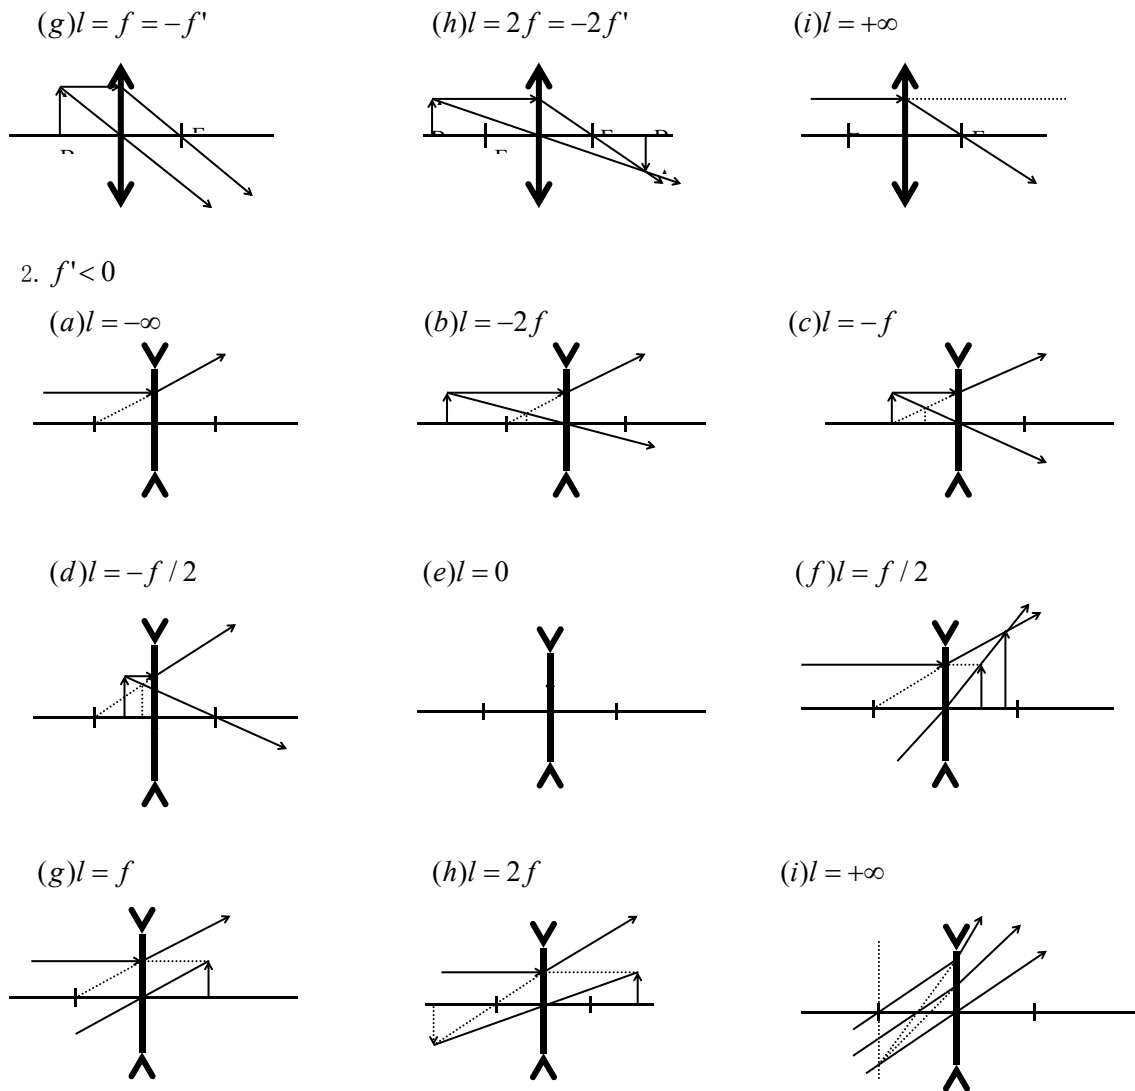 (g)l = f = -f'
(h)l = 2f = -2f'
(i)l = +∞
2. f'< 0
(a)l = -∞
(b)l = -2f
(c)l = -f
(d)l = -f / 2
(e)l = 0
(f)l = f / 2
(g)l = f
(h)l = 2f
(i)l = +∞